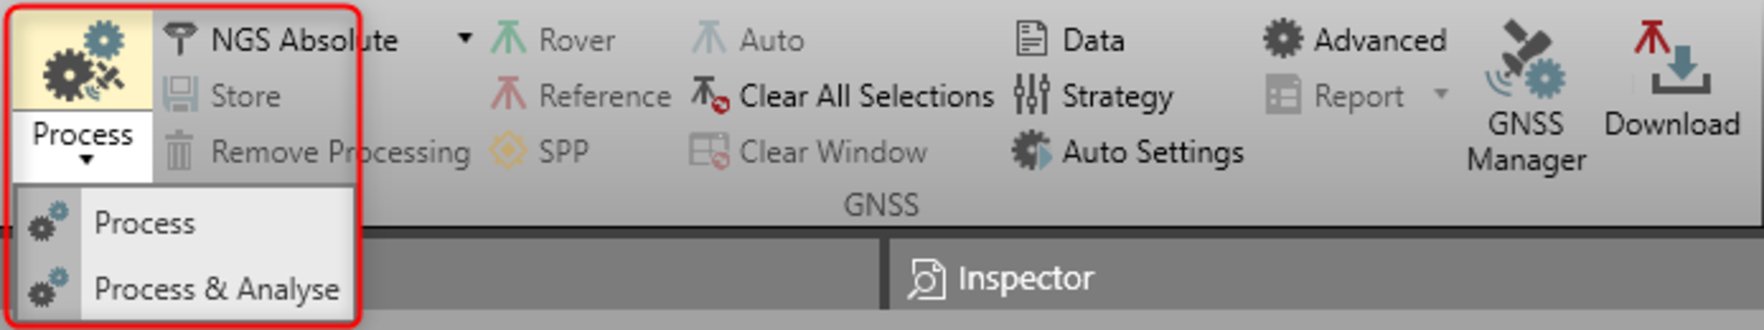 Process
NGS Absolute
Store
Remove Processing
Rover
Reference
SPP
Auto
Clear All Selections
Clear Window
Data
Strategy
Auto Settings
Advanced
Report
GNSS
Manager
Download
GNSS
Process
Process & Analyse
Inspector